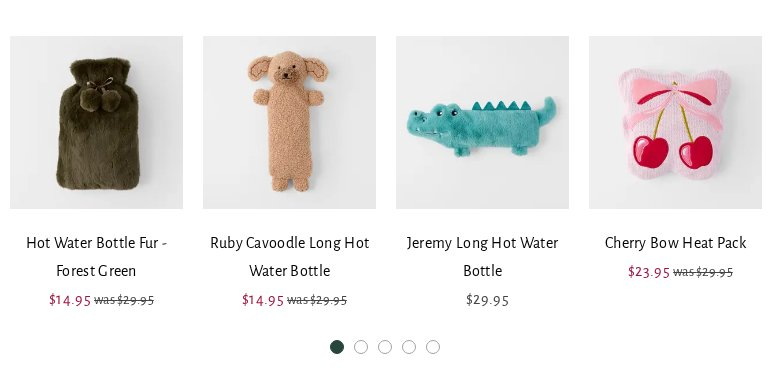 Hot Water Bottle Fur -
Forest Green
$14.95 was $29.95
Ruby Cavoodle Long Hot
Water Bottle
$14.95 was $29.95
Jeremy Long Hot Water
Bottle
$29.95
Cherry Bow Heat Pack
$23.95 was $29.95